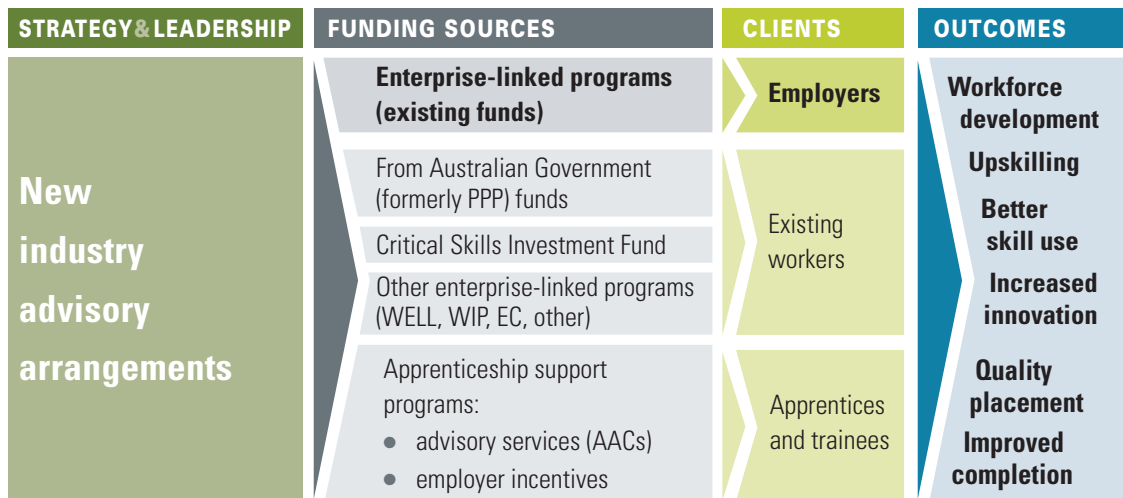 STRATEGY&LEADERSHIP
New
industry
advisory
arrangements
FUNDING SOURCES
Enterprise-linked programs
(existing funds)
From Australian Government
(formerly PPP) funds
Critical Skills Investment Fund
Other enterprise-linked programs
(WELL, WIP, EC, other)
Apprenticeship support
programs:
● advisory services (AACs)
● employer incentives
CLIENTS
Employers
Existing
workers
Apprentices
and trainees
OUTCOMES
Workforce
development
Upskilling
Better
skill use
Increased
innovation
Quality
placement
Improved
completion